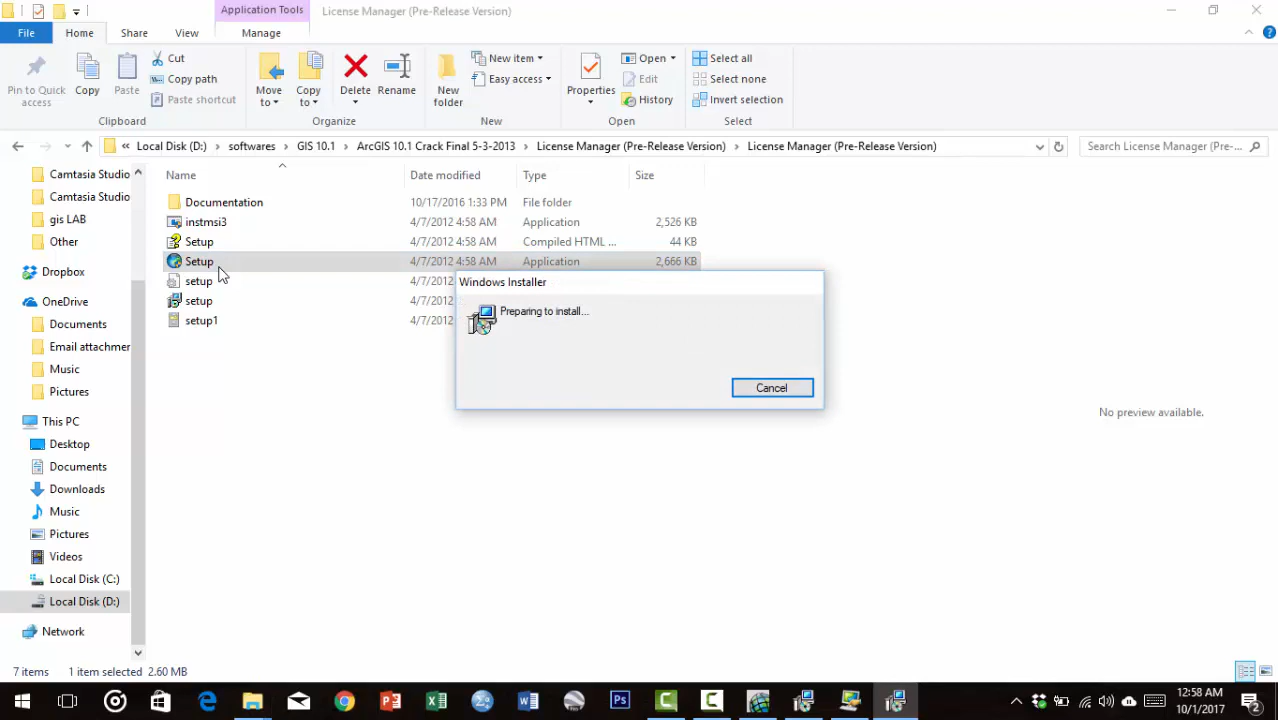 Application Tools
License Manager (Pre-Release Version)
File
Home
Share
View
Manage
Pin to Quick access
Copy
Paste
Cut
Copy path
Paste shortcut
Clipboard
Move to
Copy to
Delete
Rename
Organize
New folder
New item
Easy access
New
Properties
Open
Edit
History
Open
Select all
Select none
Invert selection
Select
« Local Disk (D:) › softwares › GIS 10.1 › ArcGIS 10.1 Crack Final 5-3-2013 › License Manager (Pre-Release Version) › License Manager (Pre-Release Version)
Search License Manager (Pre-...
Camtasia Studio
Camtasia Studio
gis LAB
Other
Dropbox
OneDrive
Documents
Email attachmer
Music
Pictures
This PC
Desktop
Documents
Downloads
Music
Pictures
Videos
Local Disk (C:)
Local Disk (D:)
Network
Name Date modified Type Size
Documentation 10/17/2016 1:33 PM File folder
instmsi3 4/7/2012 4:58 AM Application 2,526 KB
Setup 4/7/2012 4:58 AM Compiled HTML ... 44 KB
Setup 4/7/2012 4:58 AM Application 2,666 KB
setup 4/7/2012
setup 4/7/2012
setup1 4/7/2012
Windows Installer
Preparing to install...
Cancel
No preview available.
7 items 1 item selected 2.60 MB
12:58 AM
10/1/2017
2